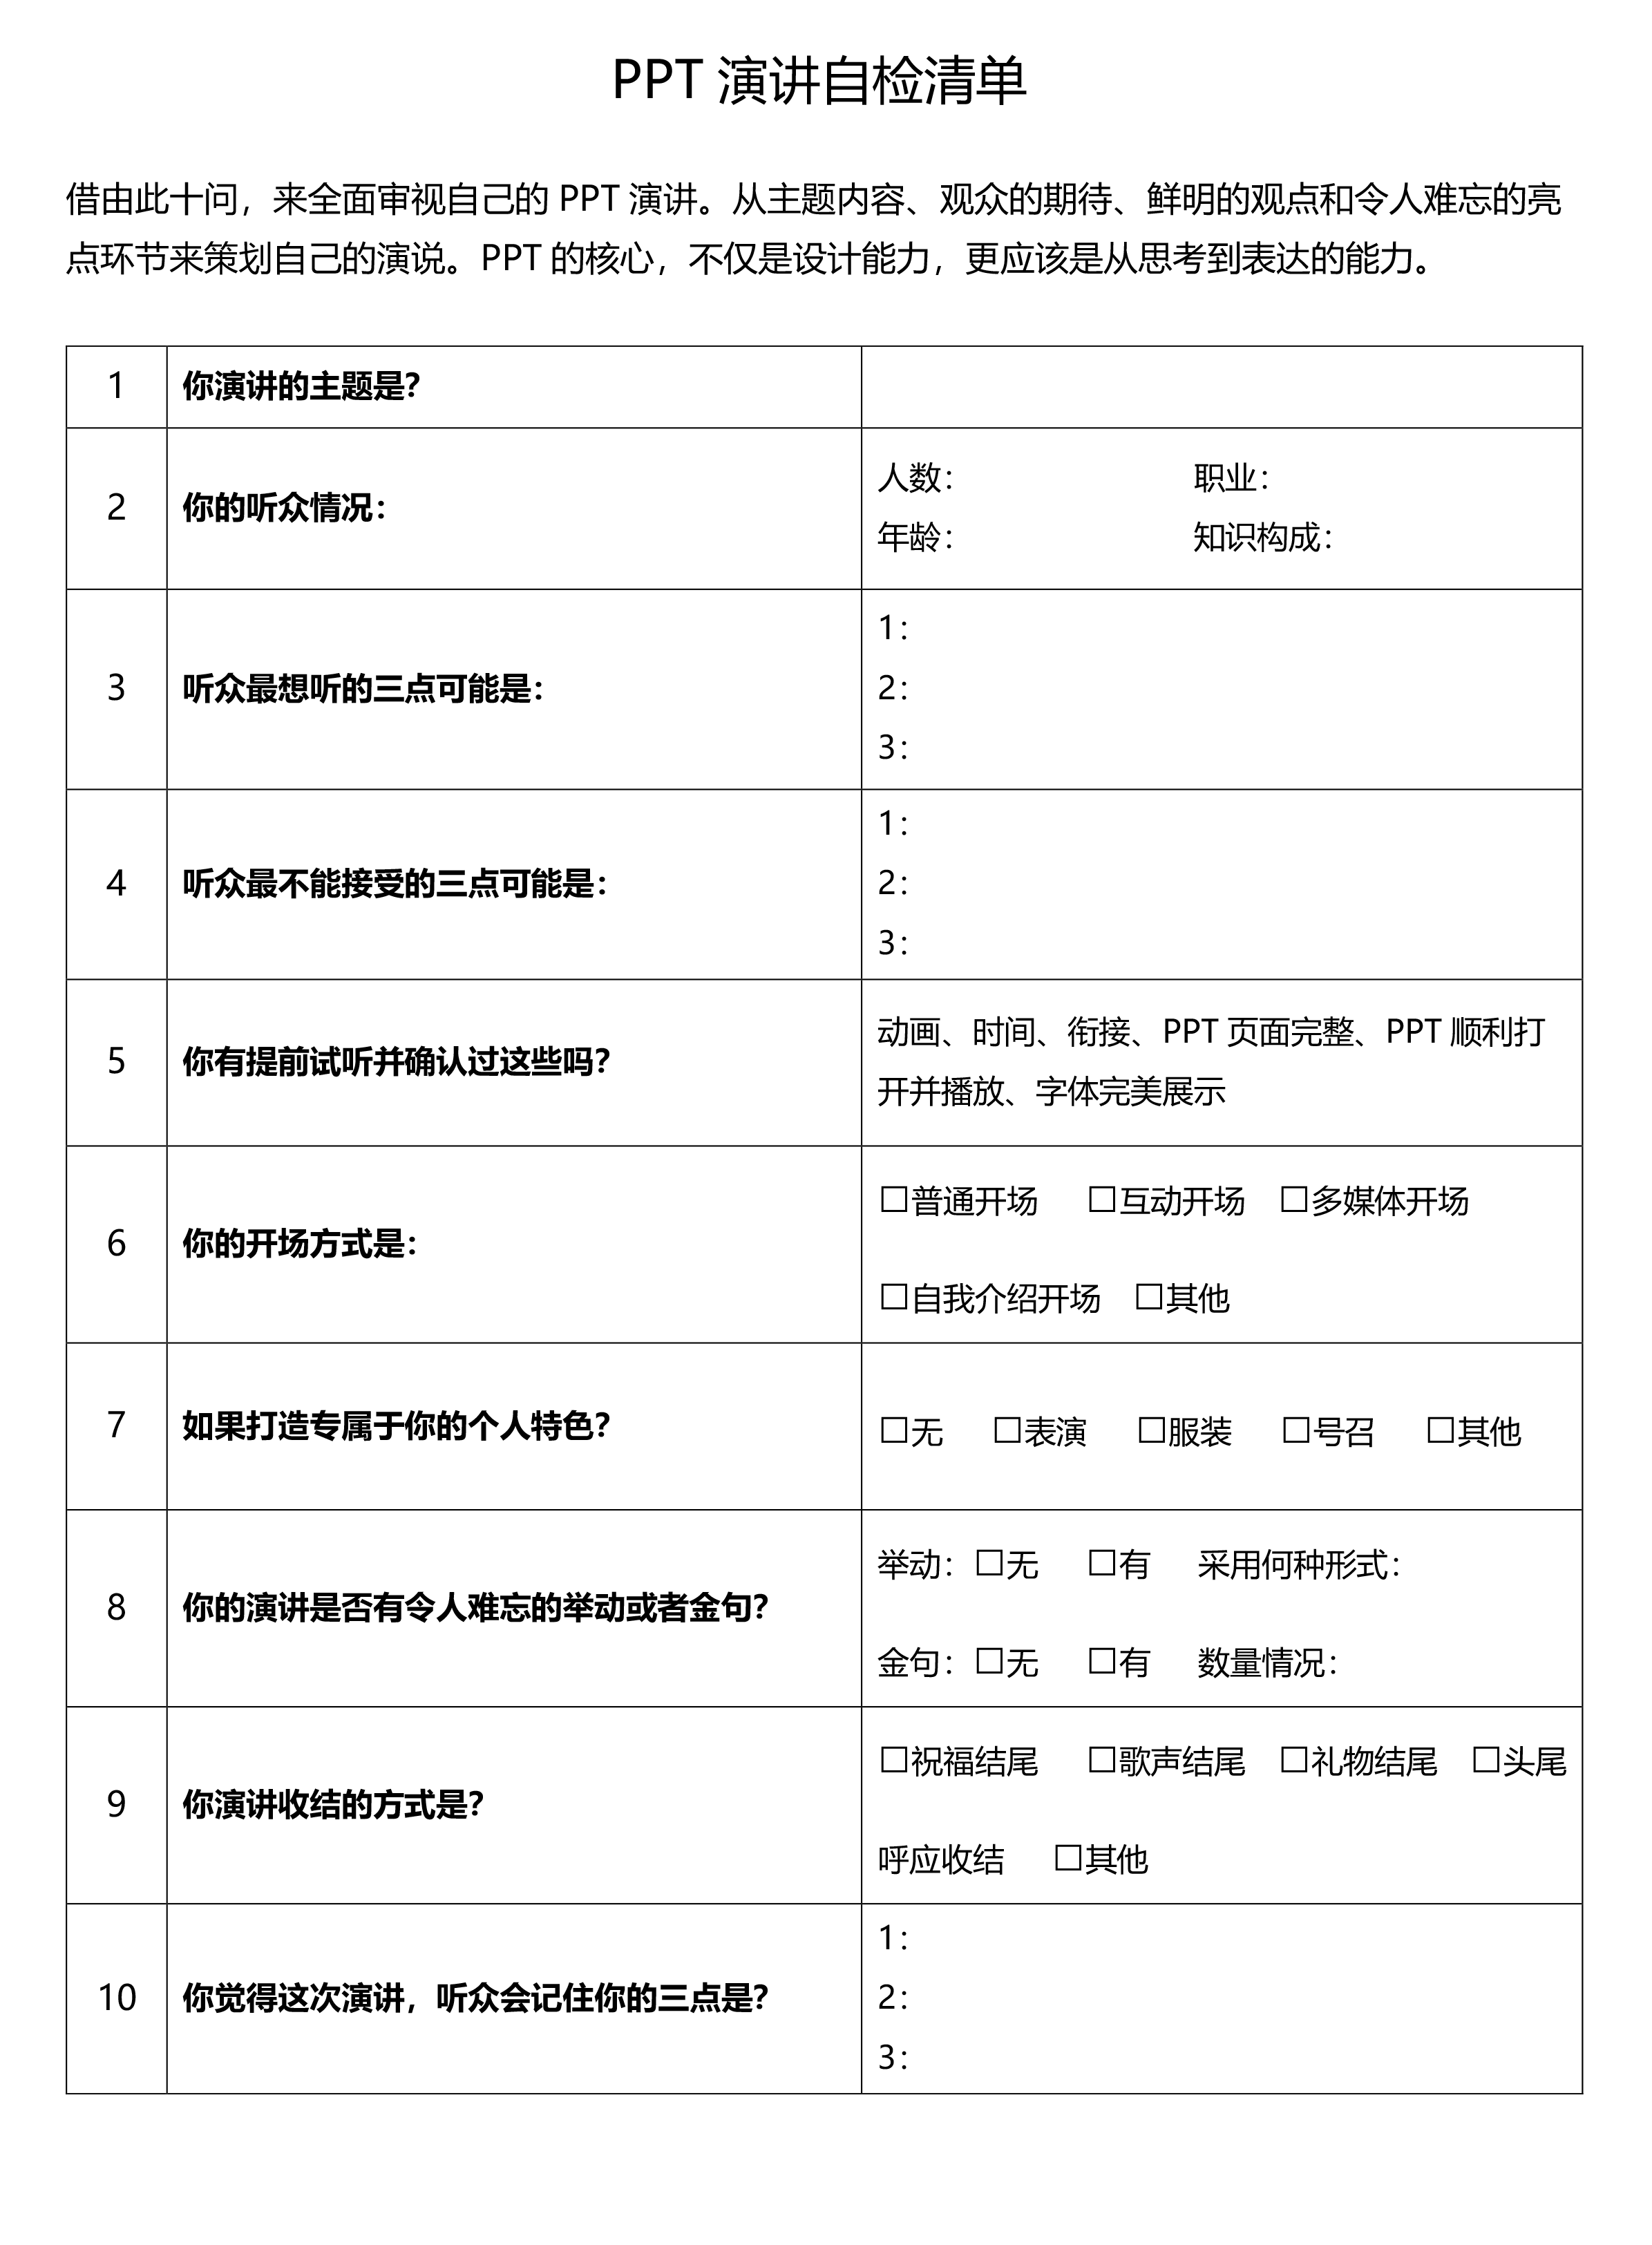 PPT 演讲自检清单
借由此十问，来全面审视自己的 PPT 演讲。从主题内容、观众的期待、鲜明的观点和令人难忘的亮
点环节来策划自己的演说。PPT 的核心，不仅是设计能力，更应该是从思考到表达的能力。
1 你演讲的主题是？
2 你的听众情况：
人数： 职业：
年龄： 知识构成：
3 听众最想听的三点可能是：
1：
2：
3：
4 听众最不能接受的三点可能是：
1：
2：
3：
5 你有提前试听并确认过这些吗？
动画、时间、衔接、PPT 页面完整、PPT 顺利打
开并播放、字体完美展示
6 你的开场方式是：
□普通开场 □互动开场 □多媒体开场
□自我介绍开场 □其他
7 如果打造专属于你的个人特色？
□无 □表演 □服装 □号召 □其他
8 你的演讲是否有令人难忘的举动或者金句？
举动：□无 □有 采用何种形式：
金句：□无 □有 数量情况：
9 你演讲收结的方式是？
□祝福结尾 □歌声结尾 □礼物结尾 □头尾
呼应收结 □其他
10 你觉得这次演讲，听众会记住你的三点是？
1：
2：
3：